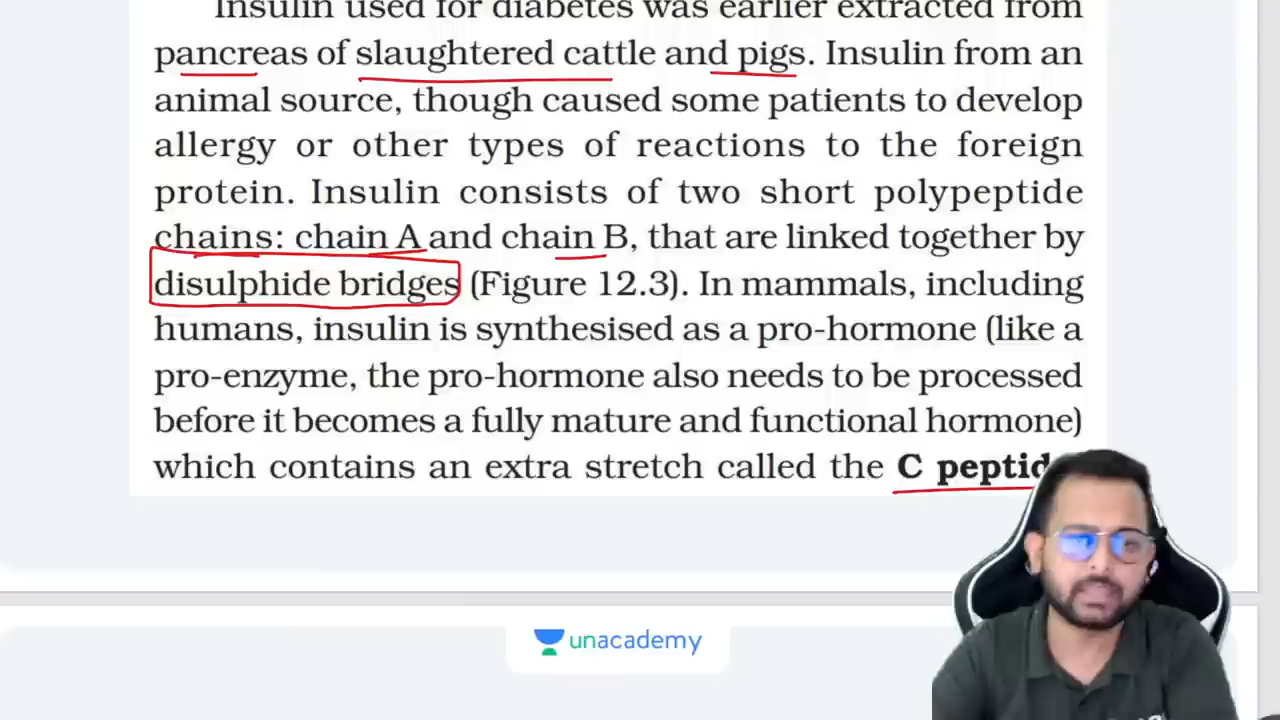 Insulin used for diabetes was earlier extracted from
pancreas of slaughtered cattle and pigs. Insulin from an
animal source, though caused some patients to develop
allergy or other types of reactions to the foreign
protein. Insulin consists of two short polypeptide
chains: chain A and chain B, that are linked together by
disulphide bridges (Figure 12.3). In mammals, including
humans, insulin is synthesised as a pro-hormone (like a
pro-enzyme, the pro-hormone also needs to be processed
before it becomes a fully mature and functional hormone)
which contains an extra stretch called the C peptid
unacademy